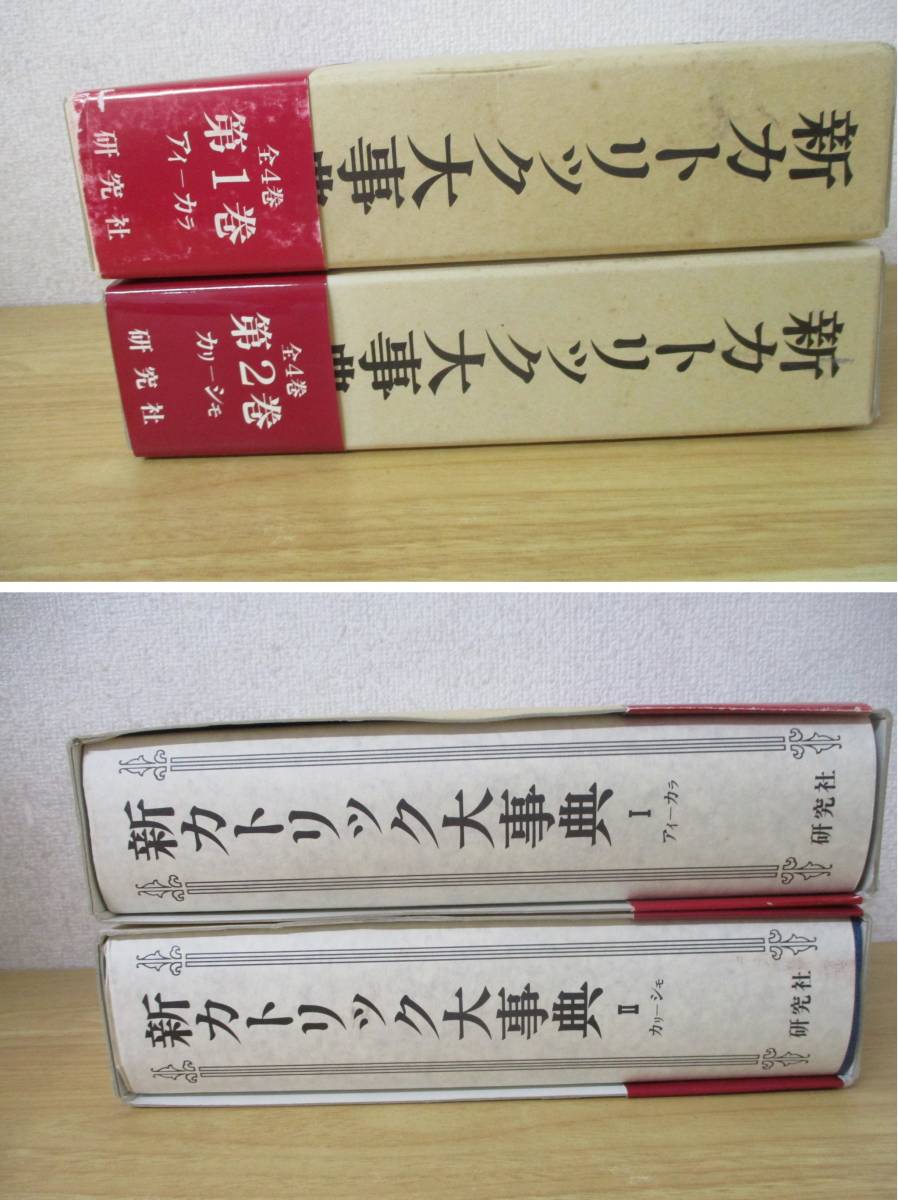 新カトリック大事典
全4巻
第1巻
アイーカラ
研究社
新カトリック大事典
全4巻
第2巻
カリーシモ
研究社
新カトリック大事典 I アイーカラ 研究社
新カトリック大事典 II カリーシモ 研究社